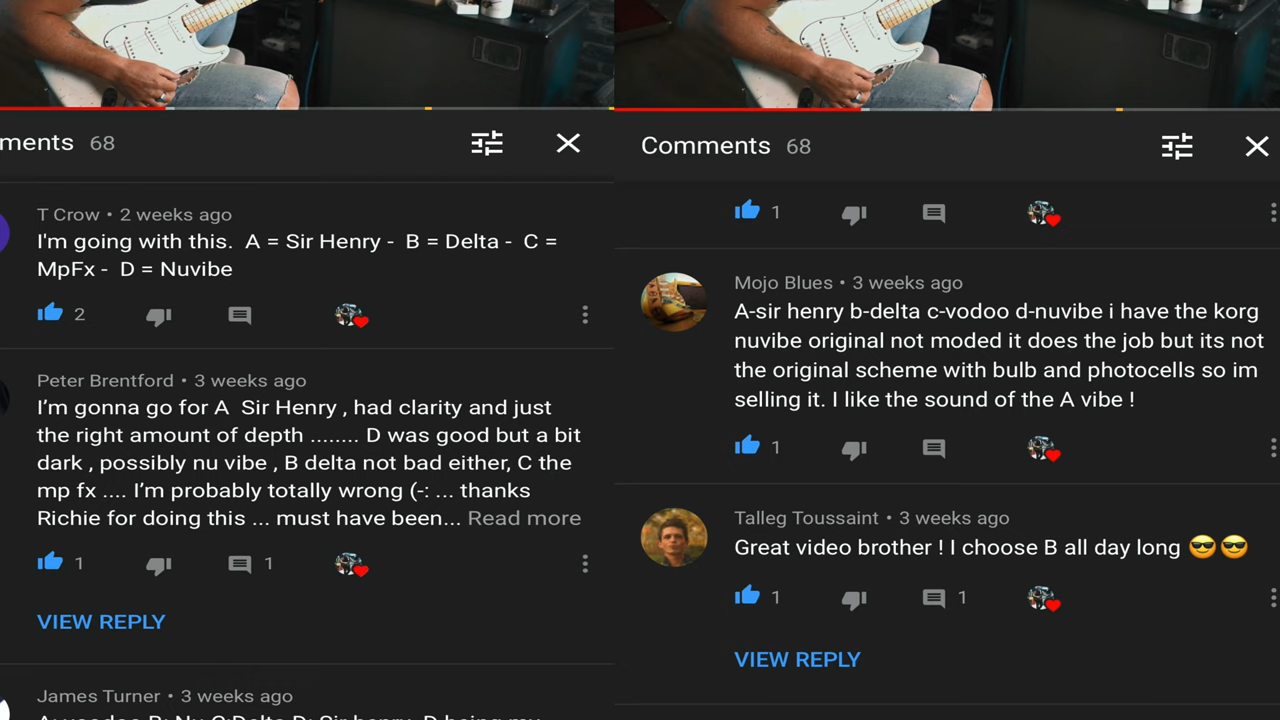 ments 68
T Crow • 2 weeks ago
I'm going with this. A = Sir Henry - B = Delta - C =
MpFx - D = Nuvibe
2
Peter Brentford • 3 weeks ago
I’m gonna go for A Sir Henry , had clarity and just
the right amount of depth ........ D was good but a bit
dark , possibly nu vibe , B delta not bad either, C the
mp fx .... I’m probably totally wrong (-: ... thanks
Richie for doing this ... must have been... Read more
1 1
VIEW REPLY
James Turner • 3 weeks ago
Comments 68
1
Mojo Blues • 3 weeks ago
A-sir henry b-delta c-vodoo d-nuvibe i have the korg
nuvibe original not moded it does the job but its not
the original scheme with bulb and photocells so im
selling it. I like the sound of the A vibe !
1
Talleg Toussaint • 3 weeks ago
Great video brother ! I choose B all day long 😎😎
1 1
VIEW REPLY